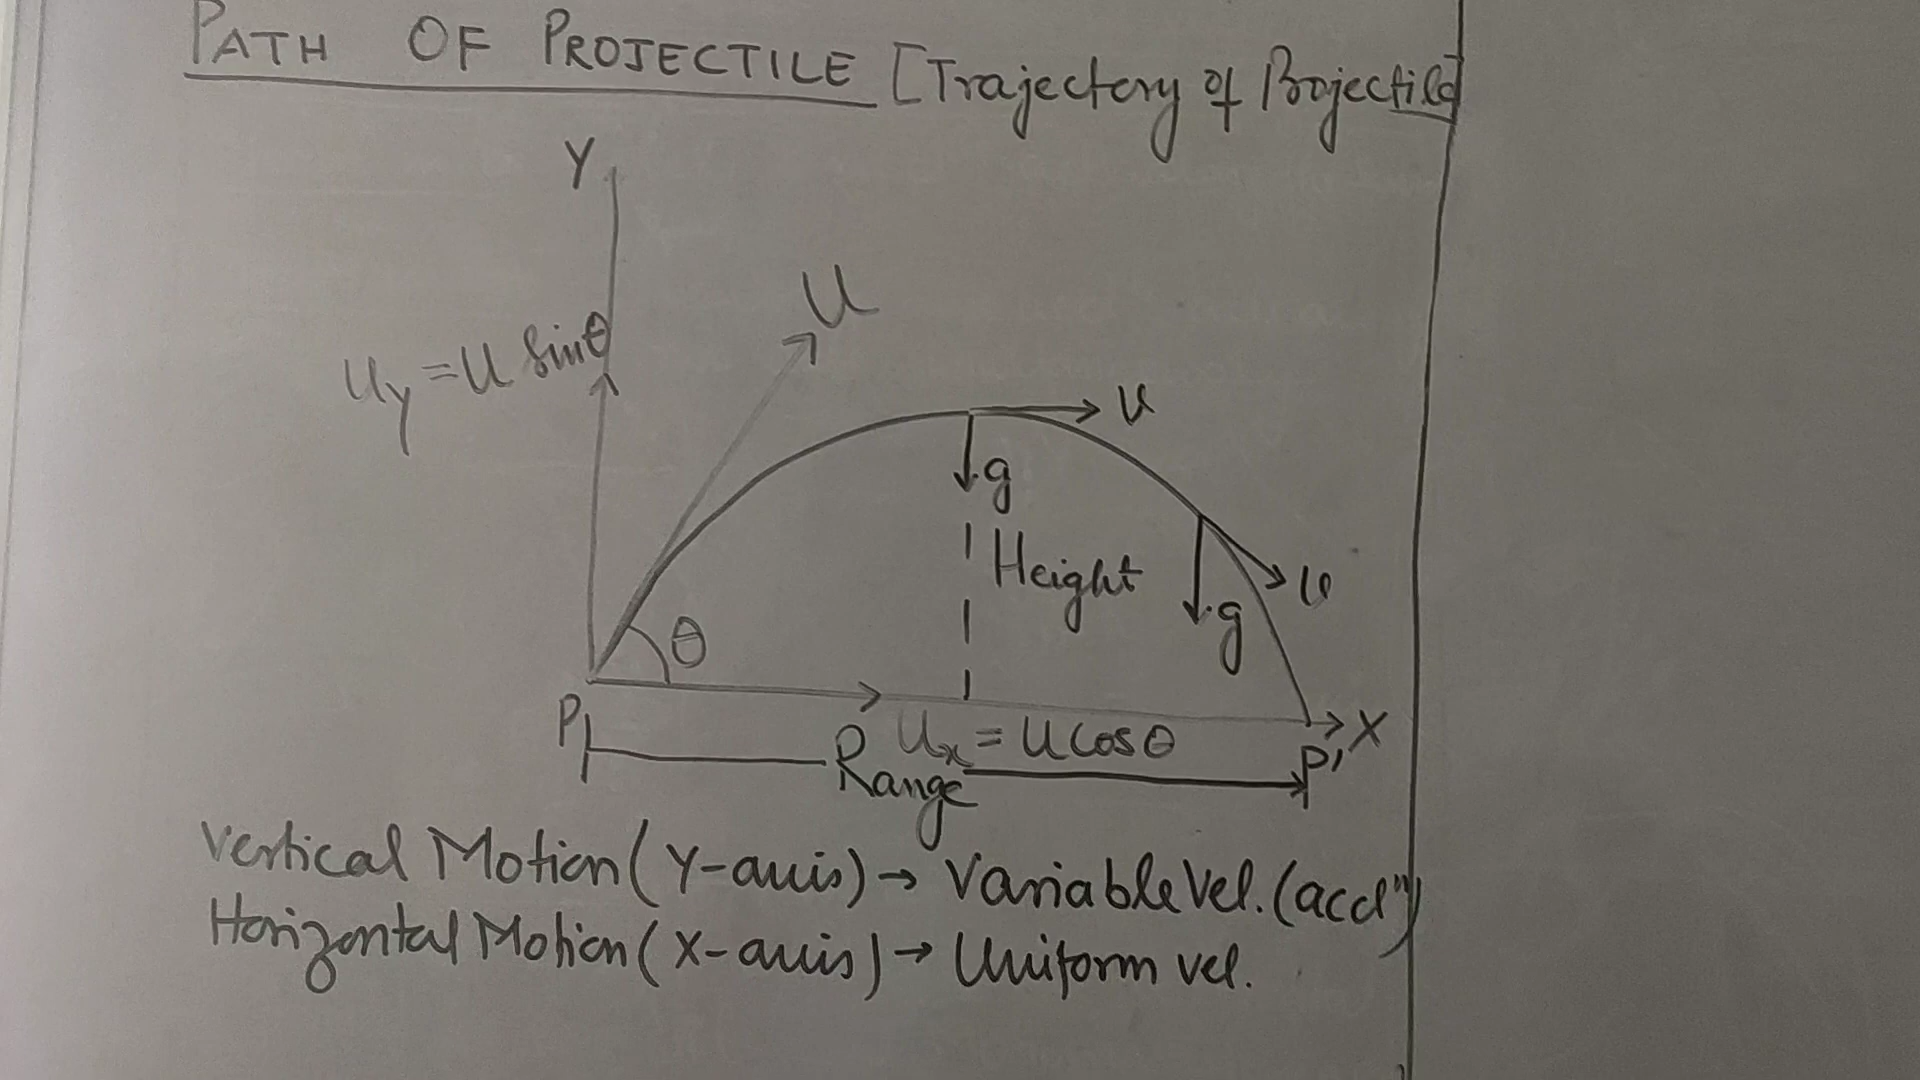 PATH OF PROJECTILE [Trajectory of Projectile]
Y
U
uy = u sinθ
u
g
Height
u
g
θ
P
ux = u cosθ
P'
X
Range
Vertical Motion (Y-axis) → Variable Vel. (accⁿ)
Horizontal Motion (X-axis) → Uniform vel.